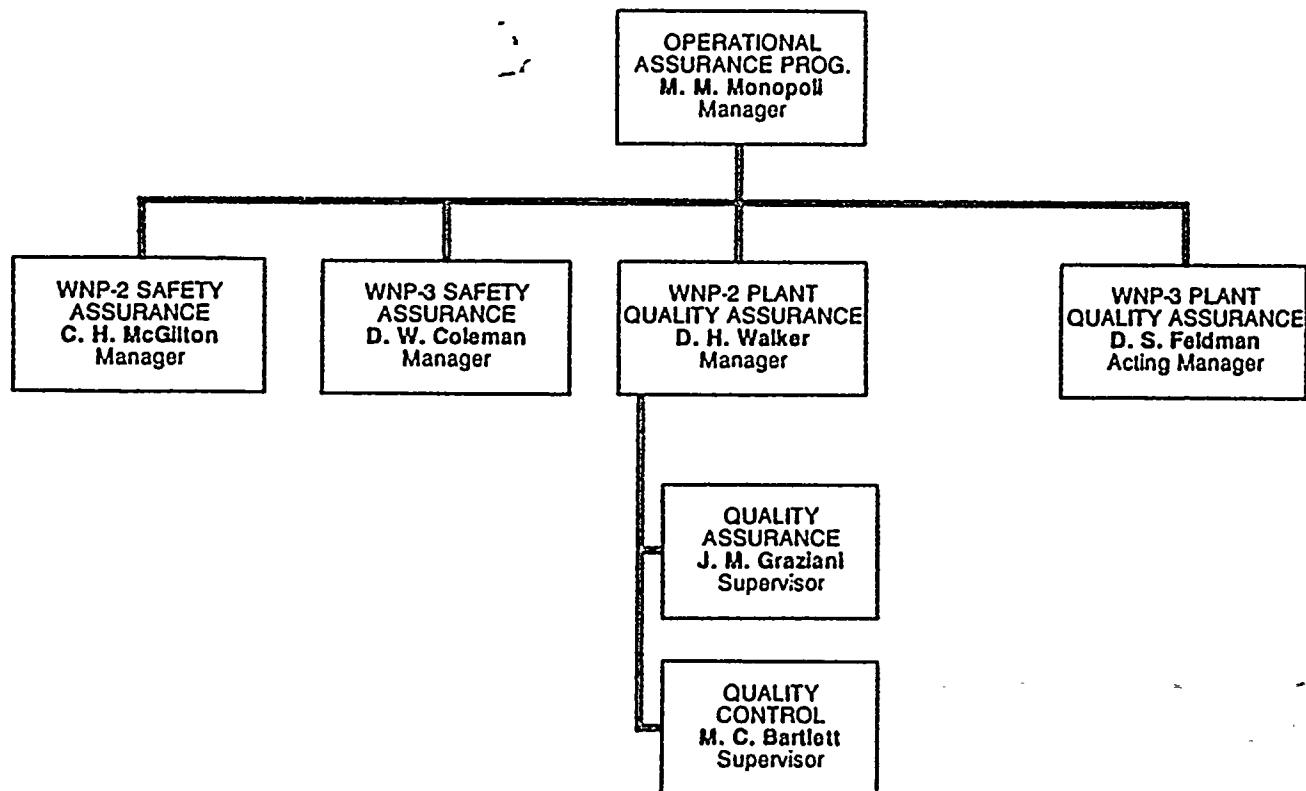 OPERATIONAL
ASSURANCE PROG.
M. M. Monopoli
Manager
WNP-2 SAFETY
ASSURANCE
C. H. McGilton
Manager
WNP-3 SAFETY
ASSURANCE
D. W. Coleman
Manager
WNP-2 PLANT
QUALITY ASSURANCE
D. H. Walker
Manager
WNP-3 PLANT
QUALITY ASSURANCE
D. S. Feldman
Acting Manager
QUALITY
ASSURANCE
J. M. Graziani
Supervisor
QUALITY
CONTROL
M. C. Bartlett
Supervisor